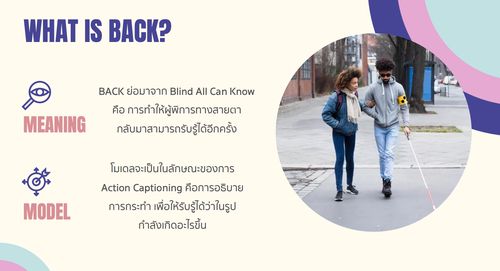 WHAT IS BACK?
MEANING
BACK ย่อมาจาก Blind All Can Know
คือ การทำให้ผู้พิการทางสายตา
กลับมาสามารถรับรู้ได้อีกครั้ง
MODEL
โมเดลจะเป็นในลักษณะของการ
Action Captioning คือการอธิบาย
การกระทำ เพื่อให้รับรู้ได้ว่าในรูป
กำลังเกิดอะไรขึ้น